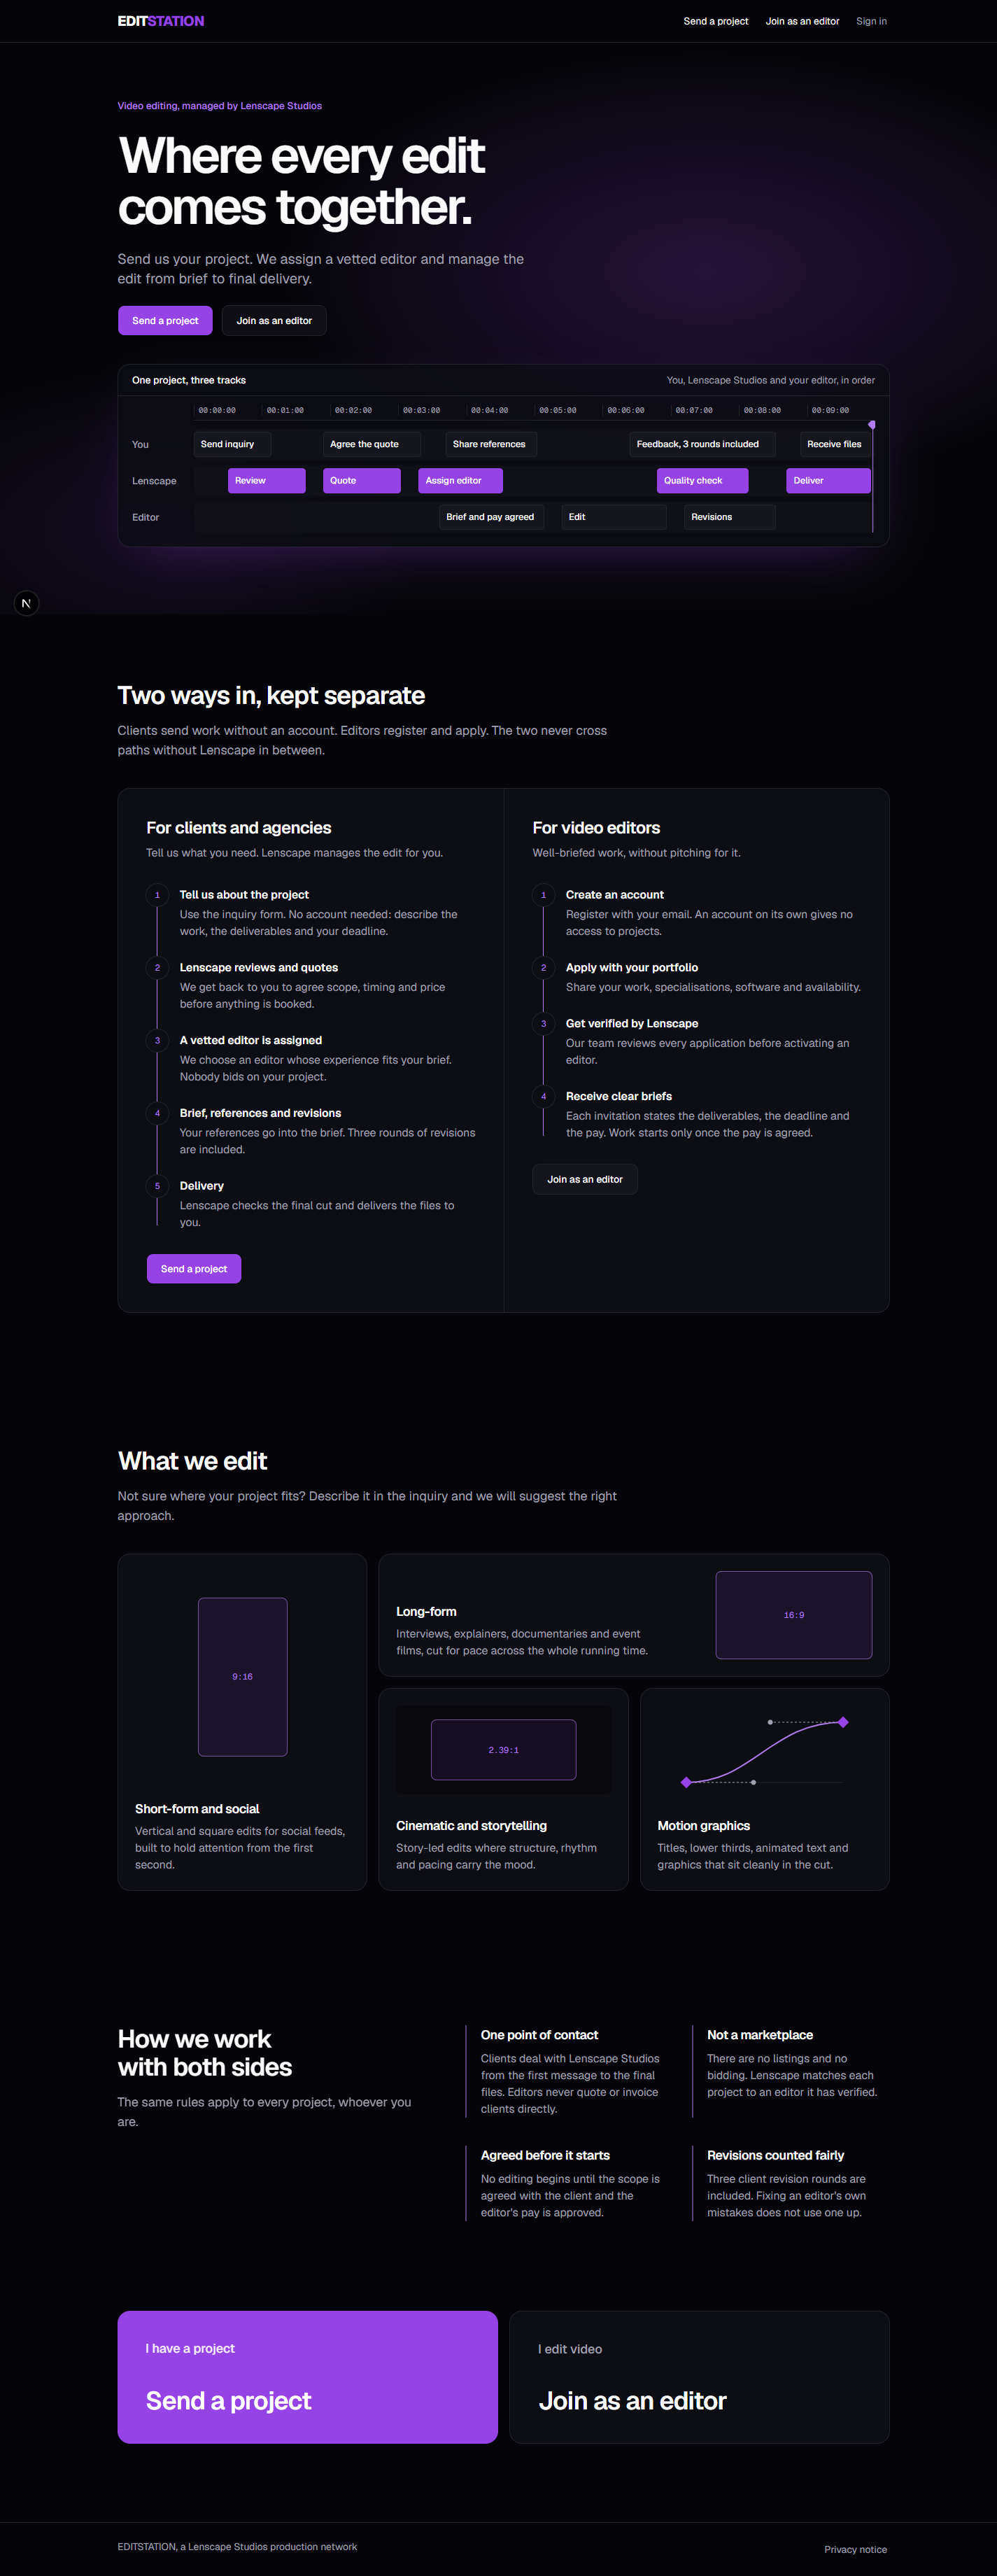 EDITSTATION
Send a project
Join as an editor
Sign in
Video editing, managed by Lenscape Studios
Where every edit
comes together.
Send us your project. We assign a vetted editor and manage the
edit from brief to final delivery.
Send a project
Join as an editor
One project, three tracks
You, Lenscape Studios and your editor, in order
00:00:00
00:01:00
00:02:00
00:03:00
00:04:00
00:05:00
00:06:00
00:07:00
00:08:00
00:09:00
You
Send inquiry
Agree the quote
Share references
Feedback, 3 rounds included
Receive files
Lenscape
Review
Quote
Assign editor
Quality check
Deliver
Editor
Brief and pay agreed
Edit
Revisions
N
Two ways in, kept separate
Clients send work without an account. Editors register and apply. The two never cross
paths without Lenscape in between.
For clients and agencies
Tell us what you need. Lenscape manages the edit for you.
1
Tell us about the project
Use the inquiry form. No account needed: describe the
work, the deliverables and your deadline.
2
Lenscape reviews and quotes
We get back to you to agree scope, timing and price
before anything is booked.
3
A vetted editor is assigned
We choose an editor whose experience fits your brief.
Nobody bids on your project.
4
Brief, references and revisions
Your references go into the brief. Three rounds of revisions
are included.
5
Delivery
Lenscape checks the final cut and delivers the files to
you.
Send a project
For video editors
Well-briefed work, without pitching for it.
1
Create an account
Register with your email. An account on its own gives no
access to projects.
2
Apply with your portfolio
Share your work, specialisations, software and availability.
3
Get verified by Lenscape
Our team reviews every application before activating an
editor.
4
Receive clear briefs
Each invitation states the deliverables, the deadline and
the pay. Work starts only once the pay is agreed.
Join as an editor
What we edit
Not sure where your project fits? Describe it in the inquiry and we will suggest the right
approach.
9:16
Short-form and social
Vertical and square edits for social feeds,
built to hold attention from the first
second.
Long-form
Interviews, explainers, documentaries and event
films, cut for pace across the whole running time.
16:9
2.39:1
Cinematic and storytelling
Story-led edits where structure, rhythm
and pacing carry the mood.
Motion graphics
Titles, lower thirds, animated text and
graphics that sit cleanly in the cut.
How we work
with both sides
The same rules apply to every project, whoever you
are.
One point of contact
Clients deal with Lenscape Studios
from the first message to the final
files. Editors never quote or invoice
clients directly.
Not a marketplace
There are no listings and no
bidding. Lenscape matches each
project to an editor it has verified.
Agreed before it starts
No editing begins until the scope is
agreed with the client and the
editor's pay is approved.
Revisions counted fairly
Three client revision rounds are
included. Fixing an editor's own
mistakes does not use one up.
I have a project
Send a project
I edit video
Join as an editor
EDITSTATION, a Lenscape Studios production network
Privacy notice